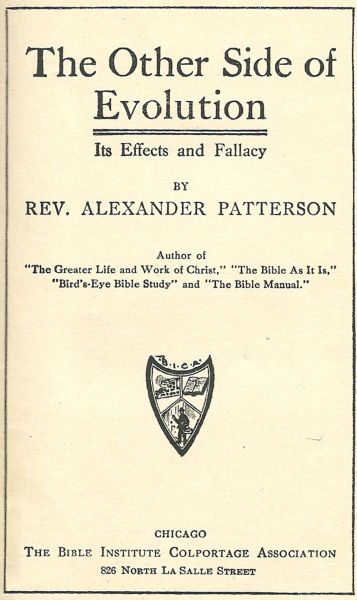 The Other Side of
Evolution
Its Effects and Fallacy
BY
REV. ALEXANDER PATTERSON
Author of
"The Greater Life and Work of Christ," "The Bible As It Is,"
"Bird's-Eye Bible Study" and "The Bible Manual."
B.I.C.A.
CHICAGO
THE BIBLE INSTITUTE COLPORTAGE ASSOCIATION
826 NORTH LA SALLE STREET